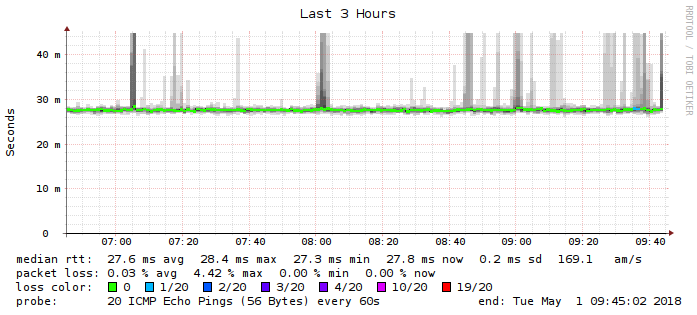 Last 3 Hours
RRDTOOL / TOBI OETIKER
Seconds
40 m
30 m
20 m
10 m
0
07:00 07:20 07:40 08:00 08:20 08:40 09:00 09:20 09:40
median rtt: 27.6 ms avg 28.4 ms max 27.3 ms min 27.8 ms now 0.2 ms sd 169.1 am/s
packet loss: 0.03 % avg 4.42 % max 0.00 % min 0.00 % now
loss color: 0 1/20 2/20 3/20 4/20 10/20 19/20
probe: 20 ICMP Echo Pings (56 Bytes) every 60s end: Tue May 1 09:45:02 2018